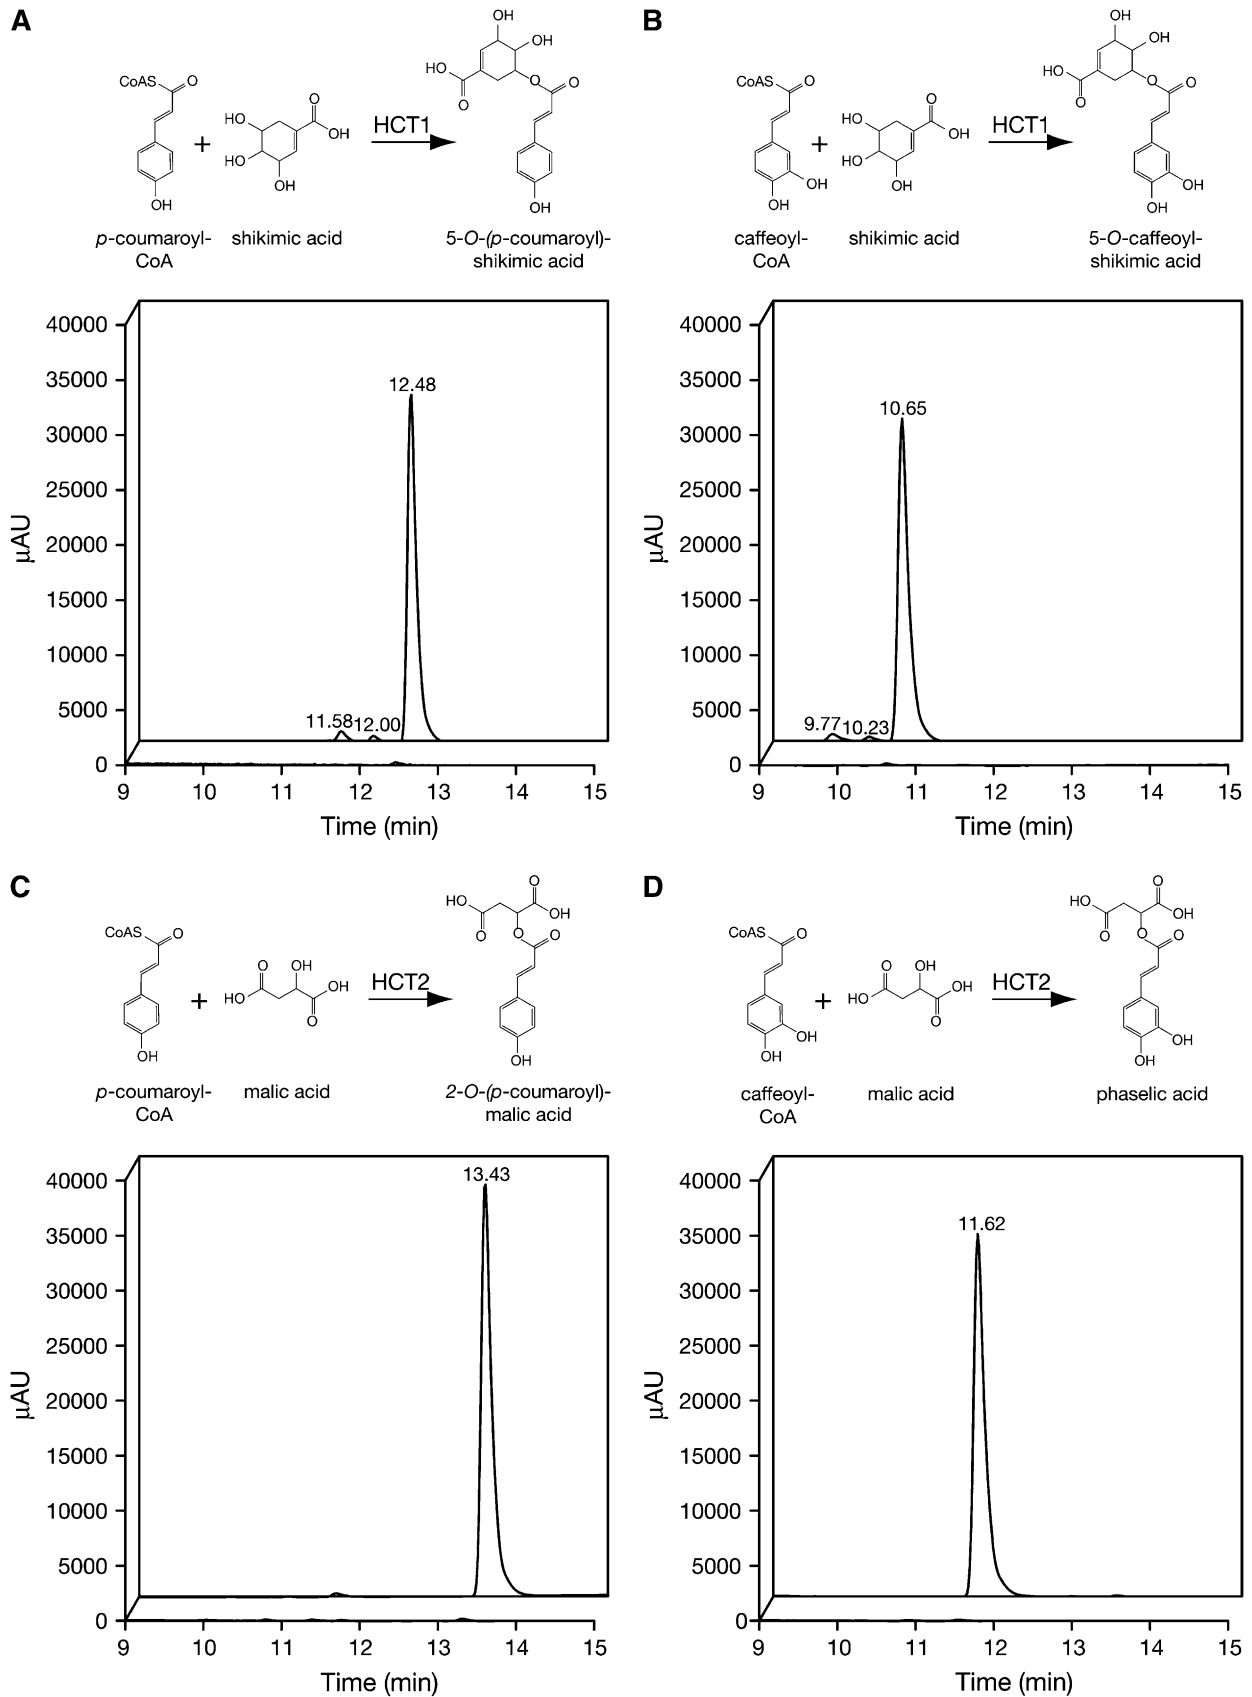 A
OH
OH
HO
O
O
O
CoAS
O
HO
HO
OH
O
OH
+
HCT1
OH
OH
p-coumaroyl-
CoA
shikimic acid
5-O-(p-coumaroyl)-
shikimic acid
40000
35000
30000
25000
20000
15000
10000
5000
0
µAU
12.48
11.58
12.00
9 10 11 12 13 14 15
Time (min)
B
OH
OH
HO
O
O
O
CoAS
O
HO
HO
OH
O
OH
+
HCT1
OH
OH
OH
OH
caffeoyl-
CoA
shikimic acid
5-O-caffeoyl-
shikimic acid
40000
35000
30000
25000
20000
15000
10000
5000
0
µAU
10.65
9.77
10.23
9 10 11 12 13 14 15
Time (min)
C
HO
O
O
OH
O
O
CoAS
O
O
OH
HO
OH
O
+
HCT2
OH
OH
p-coumaroyl-
CoA
malic acid
2-O-(p-coumaroyl)-
malic acid
40000
35000
30000
25000
20000
15000
10000
5000
0
µAU
13.43
9 10 11 12 13 14 15
Time (min)
D
HO
O
O
OH
O
O
CoAS
O
O
OH
HO
OH
O
+
HCT2
OH
OH
OH
OH
caffeoyl-
CoA
malic acid
phaselic acid
40000
35000
30000
25000
20000
15000
10000
5000
0
µAU
11.62
9 10 11 12 13 14 15
Time (min)